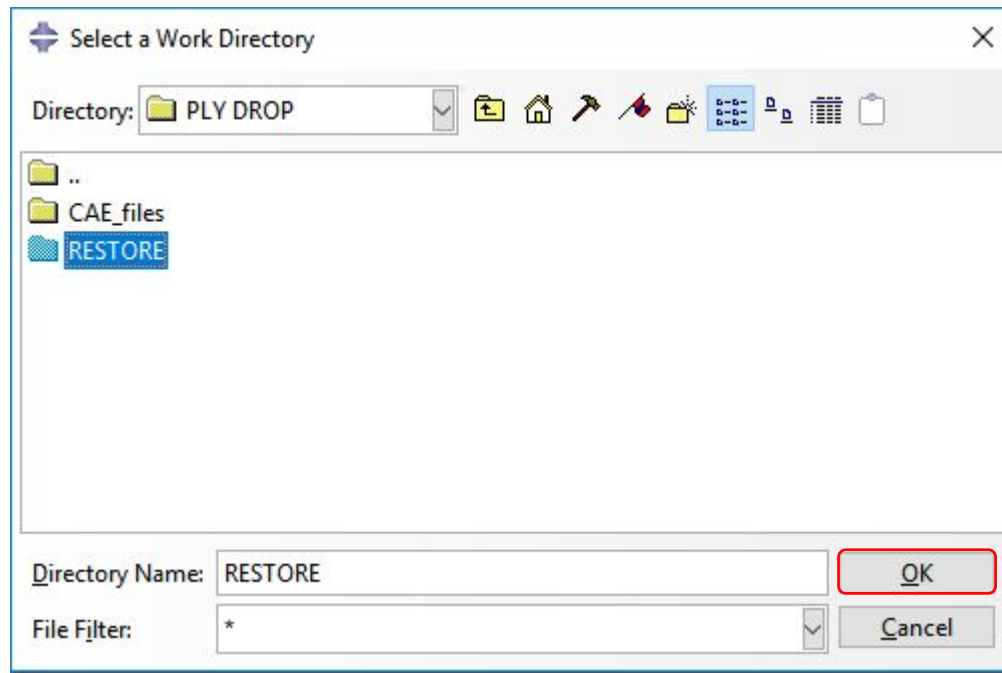 Select a Work Directory
Directory: PLY DROP
..
CAE_files
RESTORE
Directory Name: RESTORE OK
File Filter: * Cancel